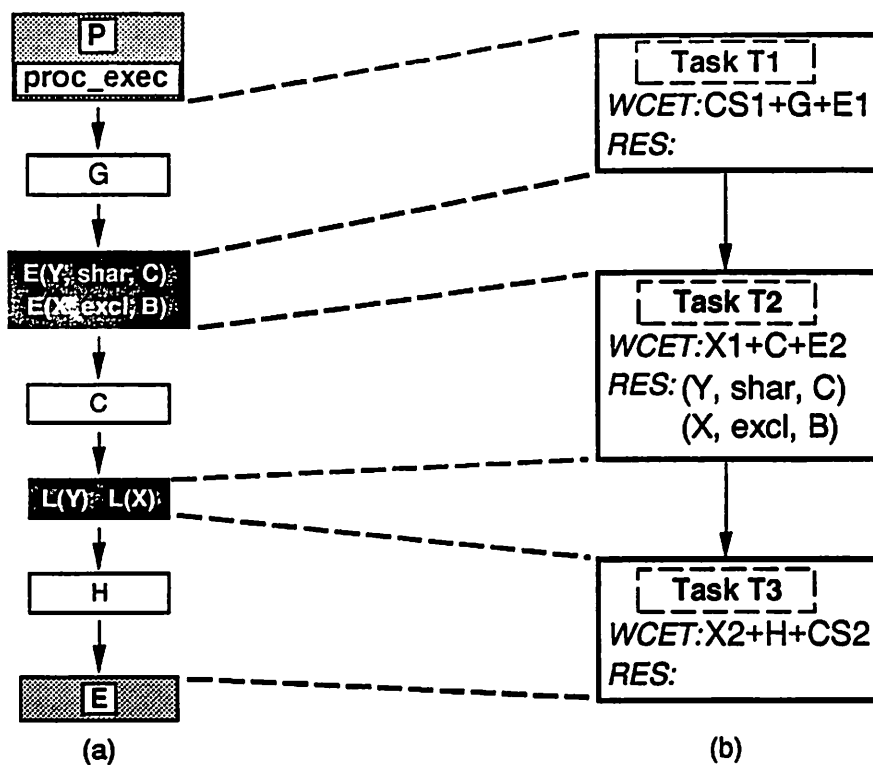 P
proc_exec
G
E(Y, shar, C)
E(X, excl, B)
C
L(Y) L(X)
H
E
(a)
Task T1
WCET:CS1+G+E1
RES:
Task T2
WCET:X1+C+E2
RES: (Y, shar, C)
(X, excl, B)
Task T3
WCET:X2+H+CS2
RES:
(b)